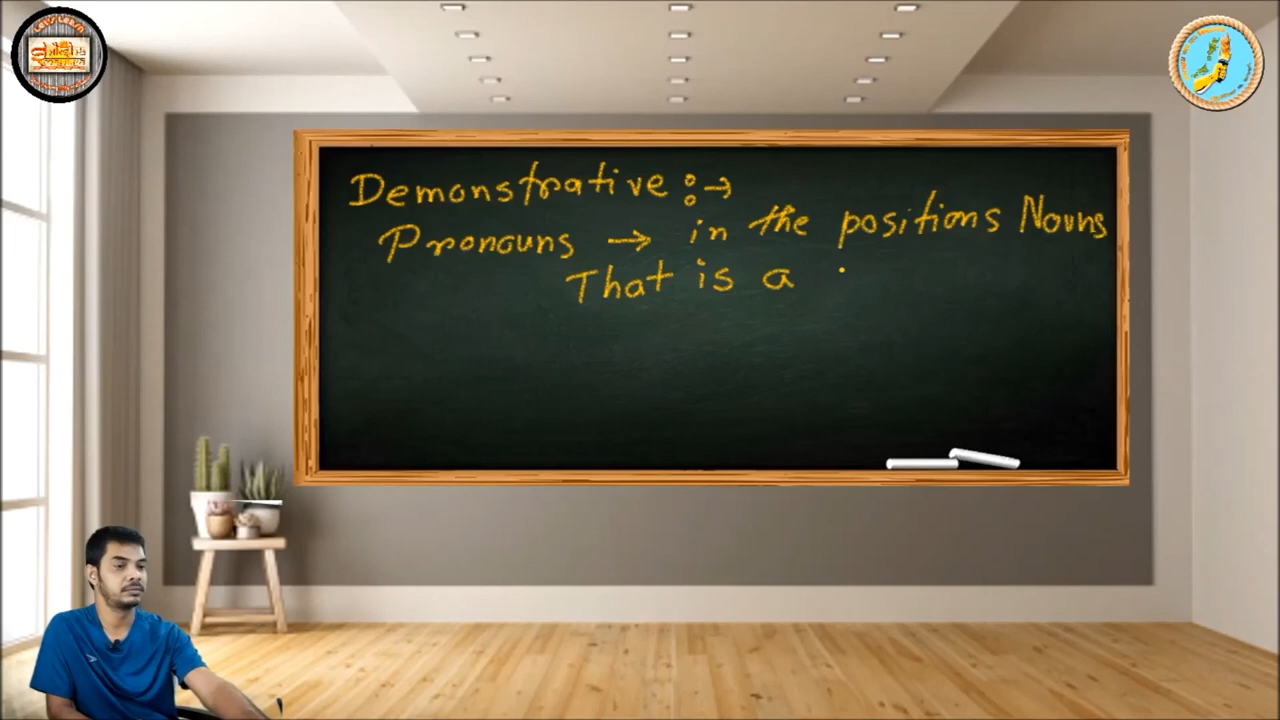 Demonstrative :→
Pronouns → in the positions Nouns
That is a